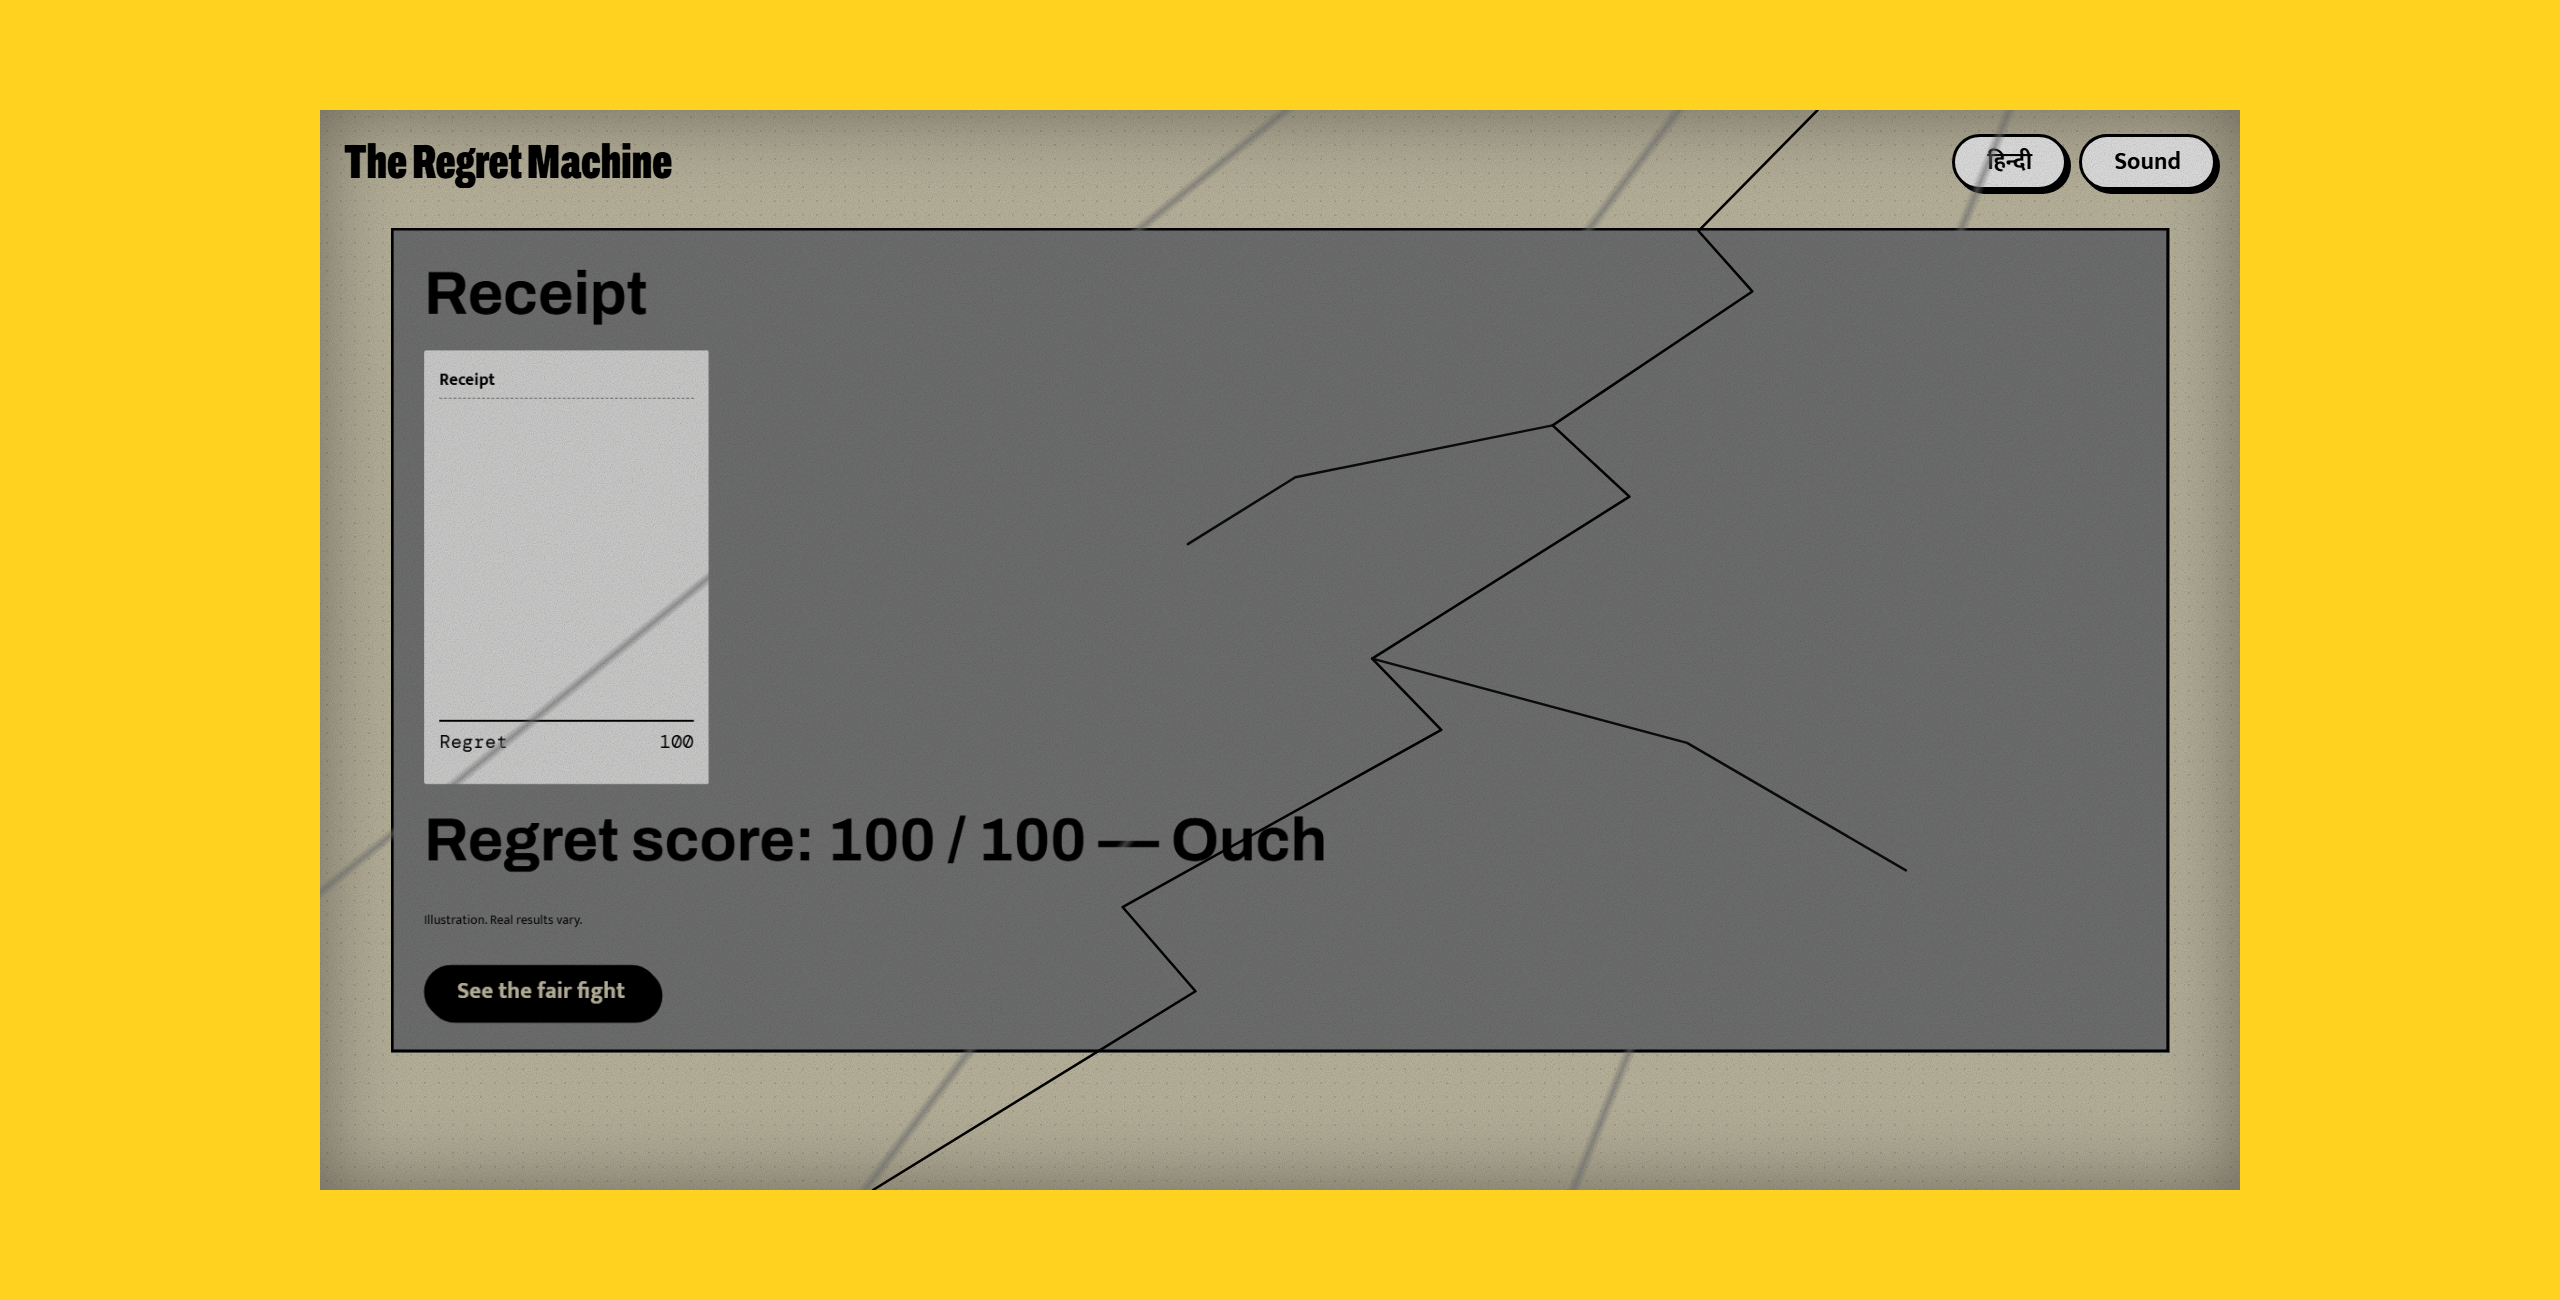 The Regret Machine
हिन्दी
Sound
Receipt
Receipt
Regret 100
Regret score: 100 / 100 — Ouch
Illustration. Real results vary.
See the fair fight